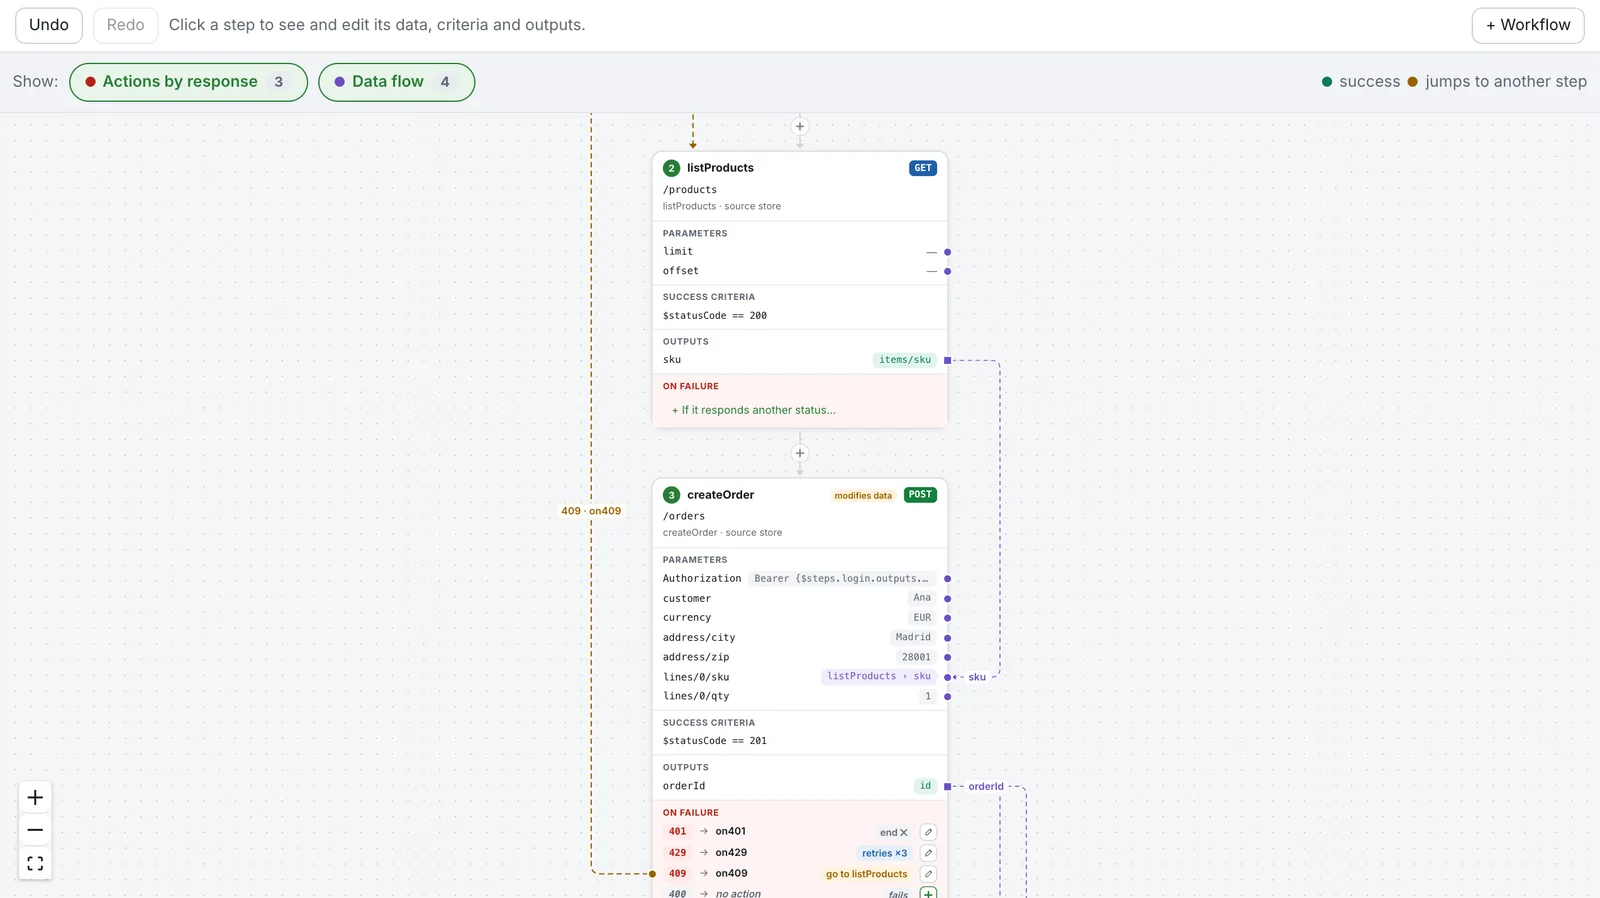 Undo
Redo
Click a step to see and edit its data, criteria and outputs.
+ Workflow
Show:
Actions by response 3
Data flow 4
success
jumps to another step
2 listProducts GET
/products
listProducts · source store
PARAMETERS
limit —
offset —
SUCCESS CRITERIA
$statusCode == 200
OUTPUTS
sku items/sku
ON FAILURE
+ If it responds another status...
3 createOrder modifies data POST
409 · on409
/orders
createOrder · source store
PARAMETERS
Authorization Bearer {$steps.login.outputs.…
customer Ana
currency EUR
address/city Madrid
address/zip 28001
lines/0/sku listProducts › sku
sku
lines/0/qty 1
SUCCESS CRITERIA
$statusCode == 201
OUTPUTS
orderId id
orderId
ON FAILURE
401 → on401 end ✕
429 → on429 retries ×3
409 → on409 go to listProducts
400 → no action fails